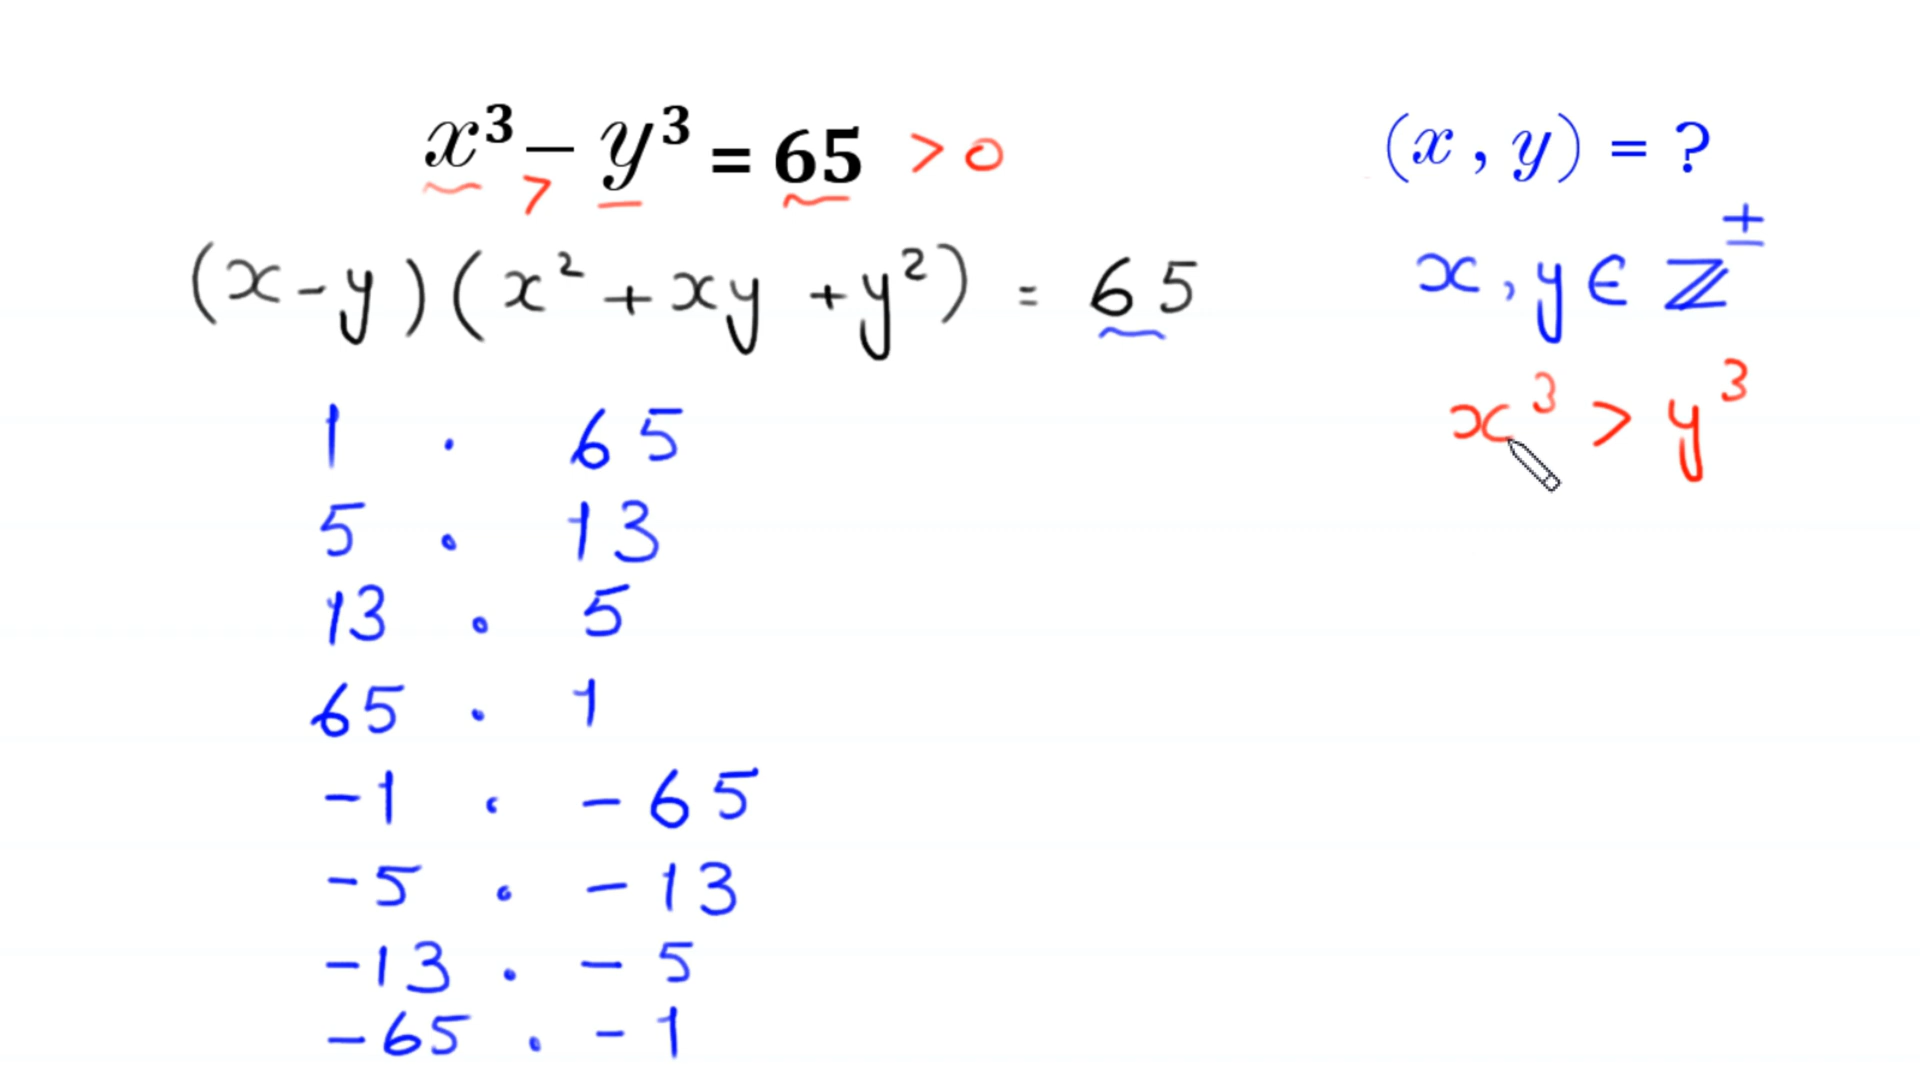 x³ − y³ = 65 > 0
(x , y) = ?
(x - y)(x² + xy + y²) = 65
x, y ∈ Z±
x³ > y³
1 · 65
5 · 13
13 · 5
65 · 1
-1 · -65
-5 · -13
-13 · -5
-65 · -1